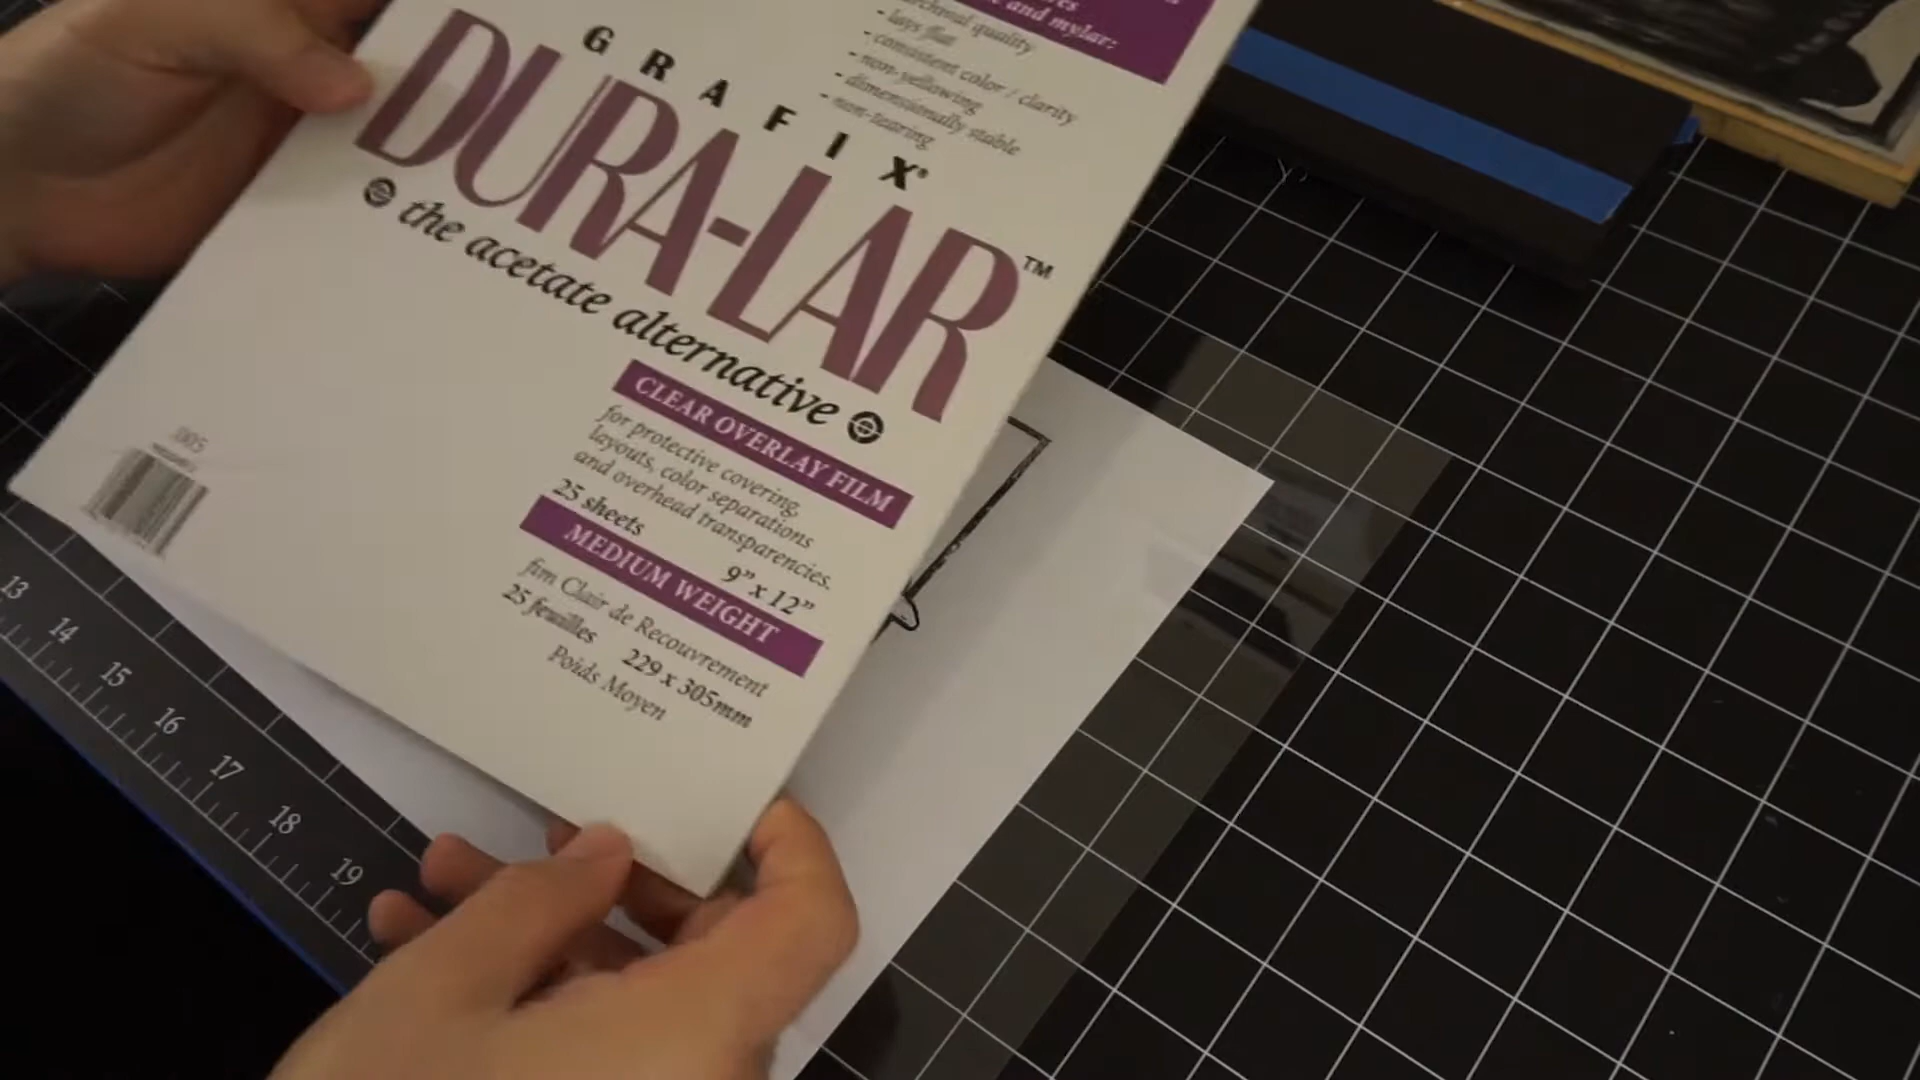 and mylar:
- archival quality
- lays flat
- consistent color / clarity
- non-yellowing
- dimensionally stable
- non-tearing
GRAFIX®
DURA-LAR™
the acetate alternative
CLEAR OVERLAY FILM
for protective covering,
layouts, color separations
and overhead transparencies.
25 sheets 9” x 12”
MEDIUM WEIGHT
fim Clair de Recouvrement
25 feuilles 229 x 305mm
Poids Moyen
13
14
15
16
17
18
19